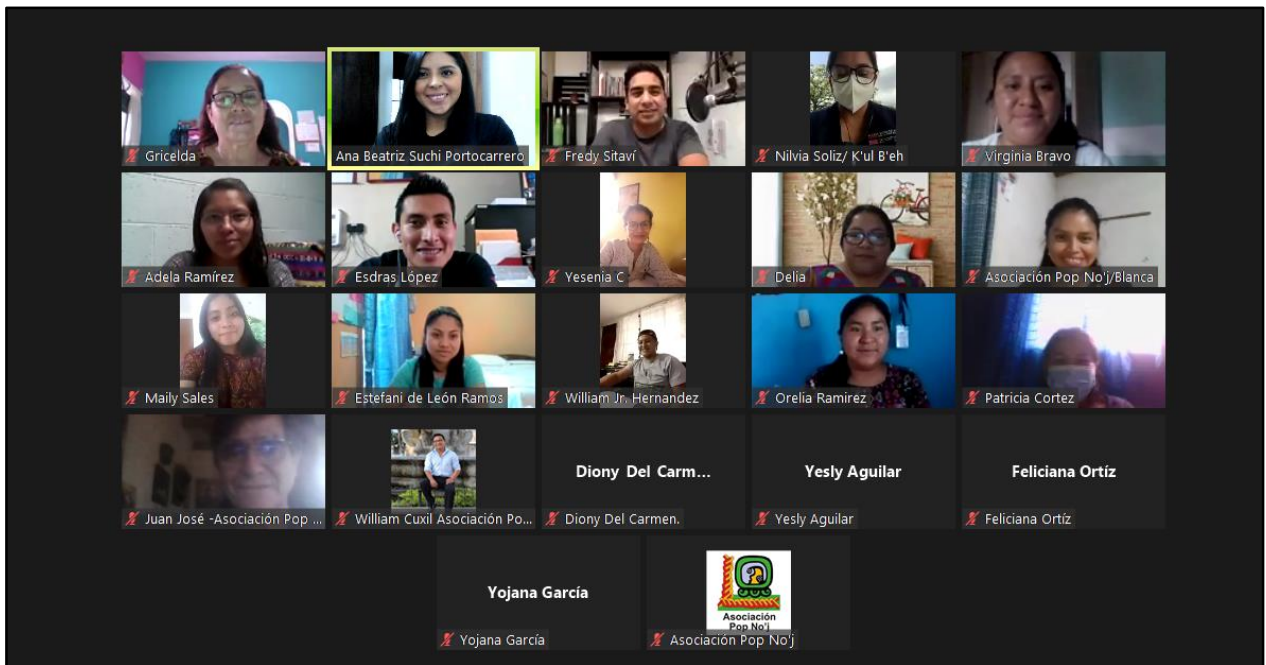 Gricelda
Ana Beatriz Suchi Portocarrero
Fredy Sitaví
Nilvia Soliz/ K'ul B'eh
Virginia Bravo
Adela Ramírez
Esdras López
Yesenia C
Delia
Asociación Pop No'j/Blanca
Maily Sales
Estefani de León Ramos
William Jr. Hernandez
Orelia Ramirez
Patricia Cortez
Juan José -Asociación Pop ...
William Cuxil Asociación Po...
Diony Del Carm...
Diony Del Carmen.
Yesly Aguilar
Yesly Aguilar
Feliciana Ortíz
Feliciana Ortíz
Yojana García
Yojana García
Asociación
Pop No'j
Asociación Pop No'j